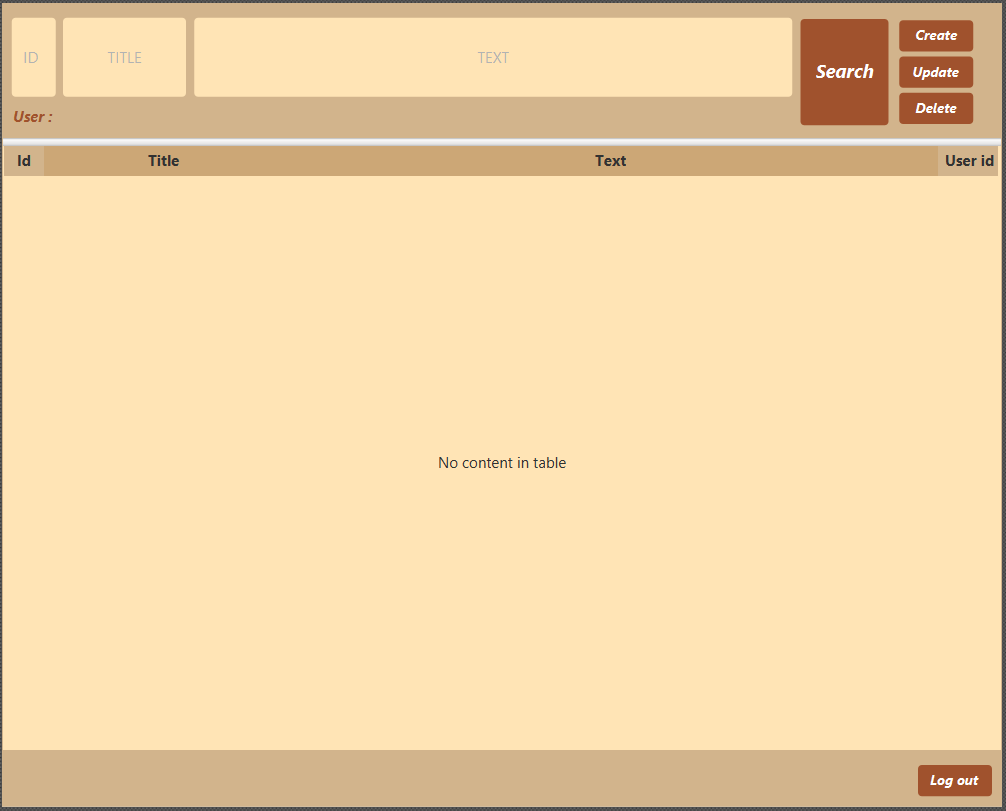 ID
TITLE
TEXT
Search
Create
Update
Delete
User :
Id
Title
Text
User id
No content in table
Log out